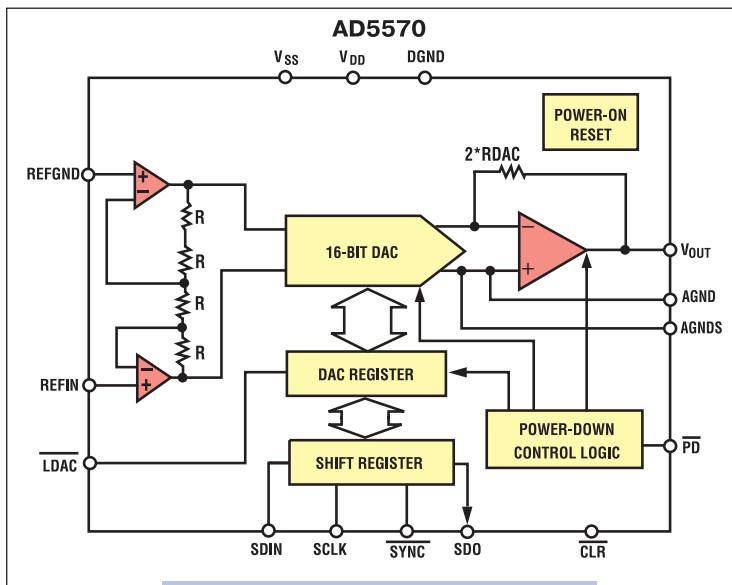 AD5570
VSS VDD DGND
POWER-ON
RESET
2*RDAC
REFGND
+
−
R
R
R
R
16-BIT DAC
−
+
VOUT
AGND
AGNDS
−
+
REFIN
DAC REGISTER
LDAC
SHIFT REGISTER
POWER-DOWN
CONTROL LOGIC
PD
SDIN SCLK SYNC SDO CLR